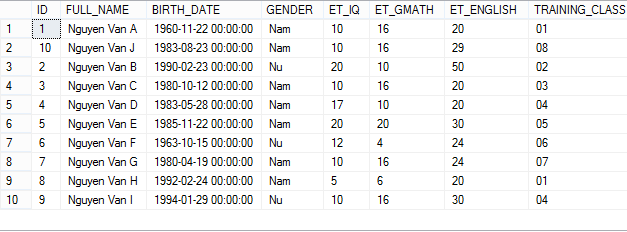 ID FULL_NAME BIRTH_DATE GENDER ET_IQ ET_GMATH ET_ENGLISH TRAINING_CLASS
1 1 Nguyen Van A 1960-11-22 00:00:00 Nam 10 16 20 01
2 10 Nguyen Van J 1983-08-23 00:00:00 Nam 10 16 29 08
3 2 Nguyen Van B 1990-02-23 00:00:00 Nu 20 10 50 02
4 3 Nguyen Van C 1980-10-12 00:00:00 Nam 10 16 20 03
5 4 Nguyen Van D 1983-05-28 00:00:00 Nam 17 10 20 04
6 5 Nguyen Van E 1985-11-22 00:00:00 Nam 20 20 30 05
7 6 Nguyen Van F 1963-10-15 00:00:00 Nu 12 4 24 06
8 7 Nguyen Van G 1980-04-19 00:00:00 Nam 10 16 24 07
9 8 Nguyen Van H 1992-02-24 00:00:00 Nam 5 6 20 01
10 9 Nguyen Van I 1994-01-29 00:00:00 Nu 10 16 30 04